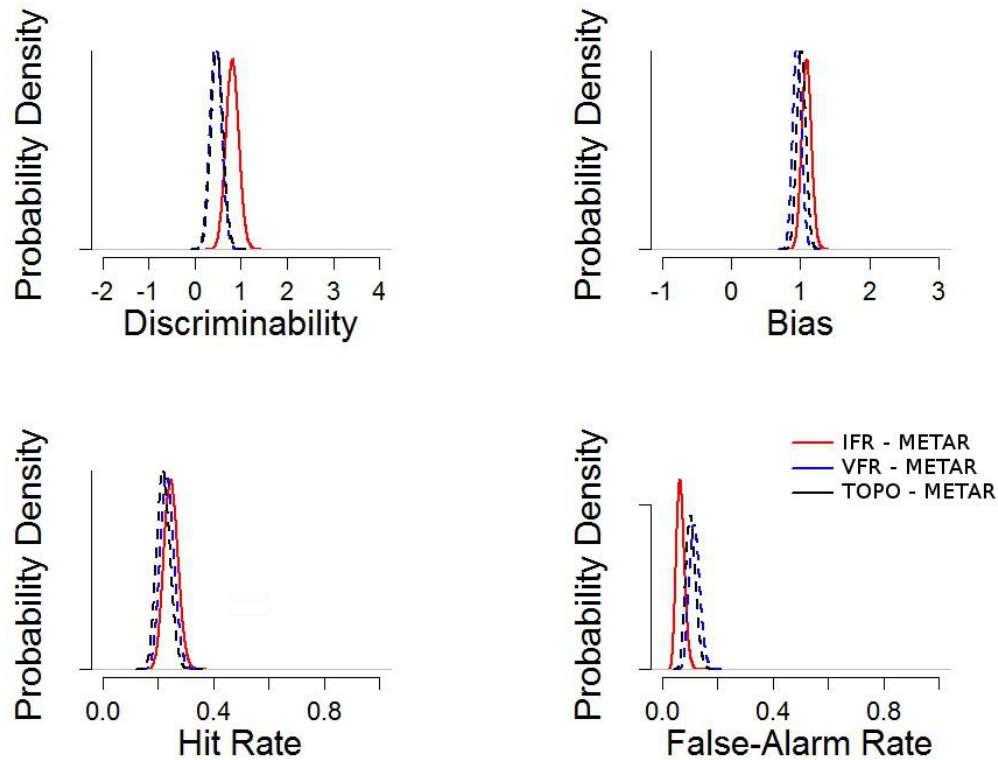 Probability Density
-2 -1 0 1 2 3 4
Discriminability
Probability Density
-1 0 1 2 3
Bias
Probability Density
0.0 0.4 0.8
Hit Rate
Probability Density
IFR - METAR
VFR - METAR
TOPO - METAR
0.0 0.4 0.8
False-Alarm Rate